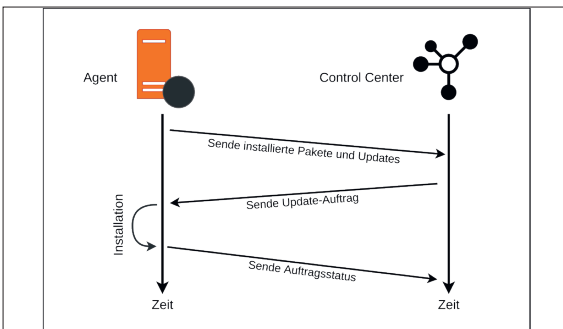 Agent
Control Center
Sende installierte Pakete und Updates
Sende Update-Auftrag
Installation
Sende Auftragsstatus
Zeit
Zeit